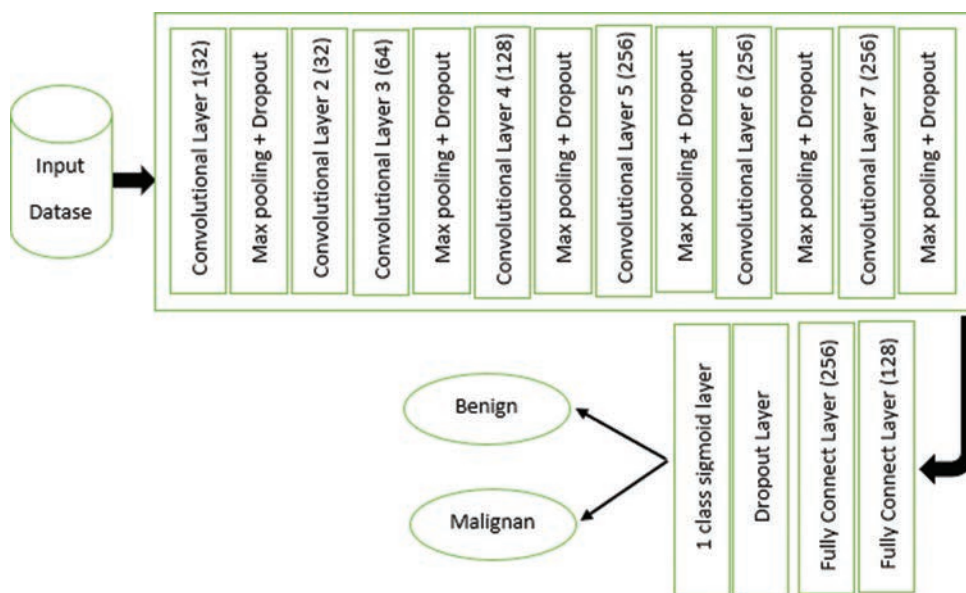 Input
Datase
Convolutional Layer 1(32)
Max pooling + Dropout
Convolutional Layer 2 (32)
Convolutional Layer 3 (64)
Max pooling + Dropout
Convolutional Layer 4 (128)
Max pooling + Dropout
Convolutional Layer 5 (256)
Max pooling + Dropout
Convolutional Layer 6 (256)
Max pooling + Dropout
Convolutional Layer 7 (256)
Max pooling + Dropout
Fully Connect Layer (128)
Fully Connect Layer (256)
Dropout Layer
1 class sigmoid layer
Benign
Malignan